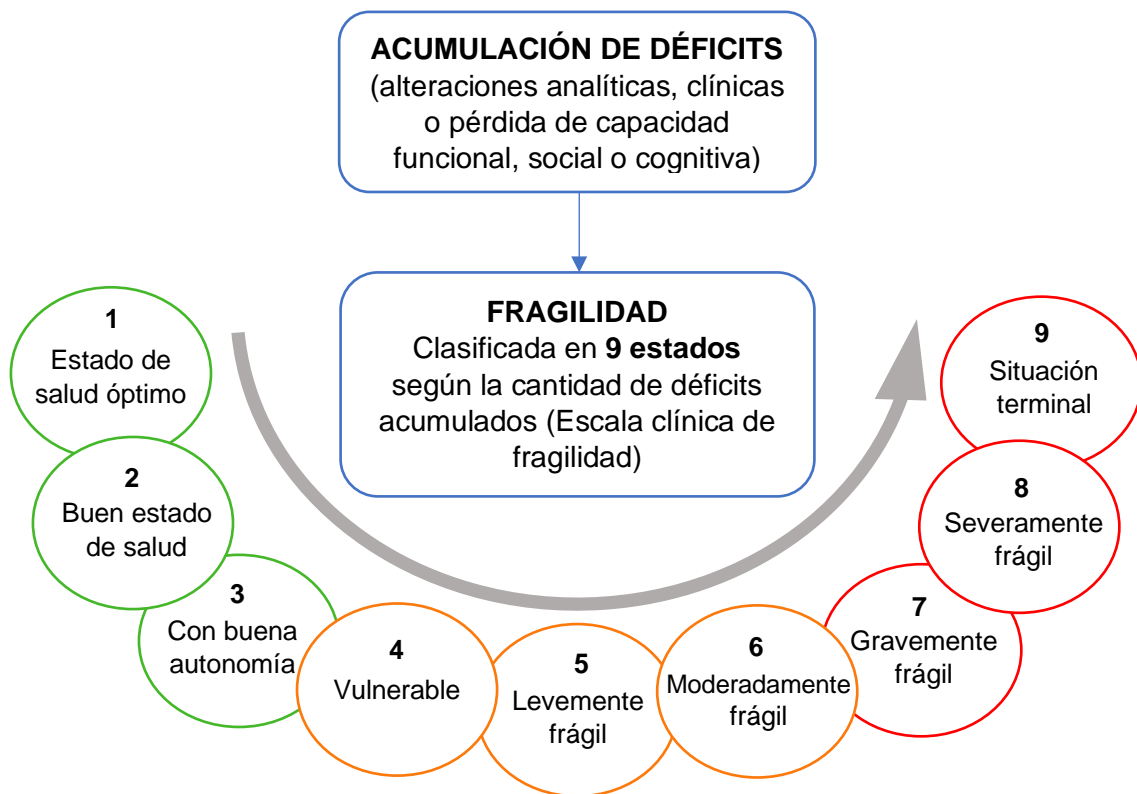 ACUMULACIÓN DE DÉFICITS
(alteraciones analíticas, clínicas
o pérdida de capacidad
funcional, social o cognitiva)
FRAGILIDAD
Clasificada en 9 estados
según la cantidad de déficits
acumulados (Escala clínica de
fragilidad)
1
Estado de
salud óptimo
2
Buen estado
de salud
3
Con buena
autonomía
4
Vulnerable
5
Levemente
frágil
6
Moderadamente
frágil
7
Gravemente
frágil
8
Severamente
frágil
9
Situación
terminal